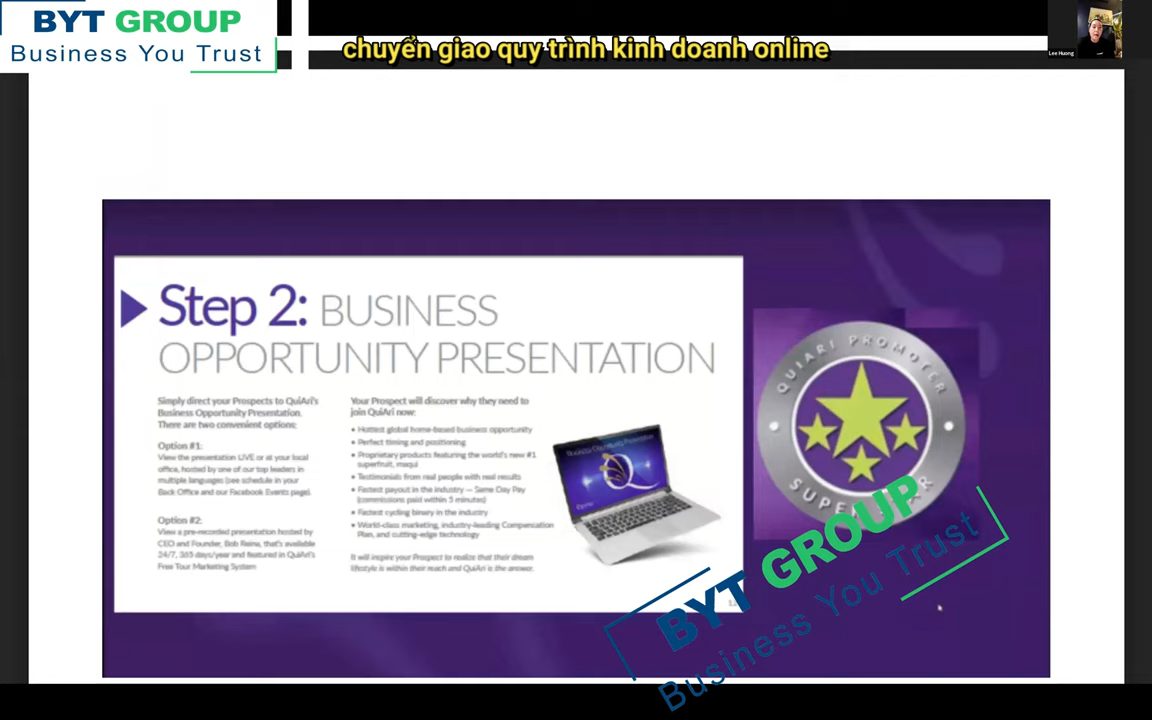 BYT GROUP
Business You Trust
chuyển giao quy trình kinh doanh online
Lee Huong
Step 2: BUSINESS
OPPORTUNITY PRESENTATION
Simply direct your Prospects to QuiAri's
Business Opportunity Presentation.
There are two convenient options:
Option #1:
View the presentation LIVE or at your local
office, hosted by one of our top leaders in
multiple languages (see schedule in your
Back Office and our Facebook Events page).
Option #2:
View a pre-recorded presentation hosted by
CEO and Founder, Bob Reina, that's available
24/7, 365 days/year and featured in QuiAri's
Free Tour Marketing System
Your Prospect will discover why they need to
join QuiAri now:
• Hottest global home-based business opportunity
• Perfect timing and positioning
• Proprietary products featuring the world's new #1
superfruit, maqui
• Testimonials from real people with real results
• Fastest payout in the industry — Same Day Pay
(commissions paid within 5 minutes)
• Fastest cycling binary in the industry
• World-class marketing, industry-leading Compensation
Plan, and cutting-edge technology
It will inspire your Prospect to realize that their dream
lifestyle is within their reach and QuiAri is the answer.
Business Opportunity Presentation
QUIARI PROMOTER
BYT GROUP
Business You Trust